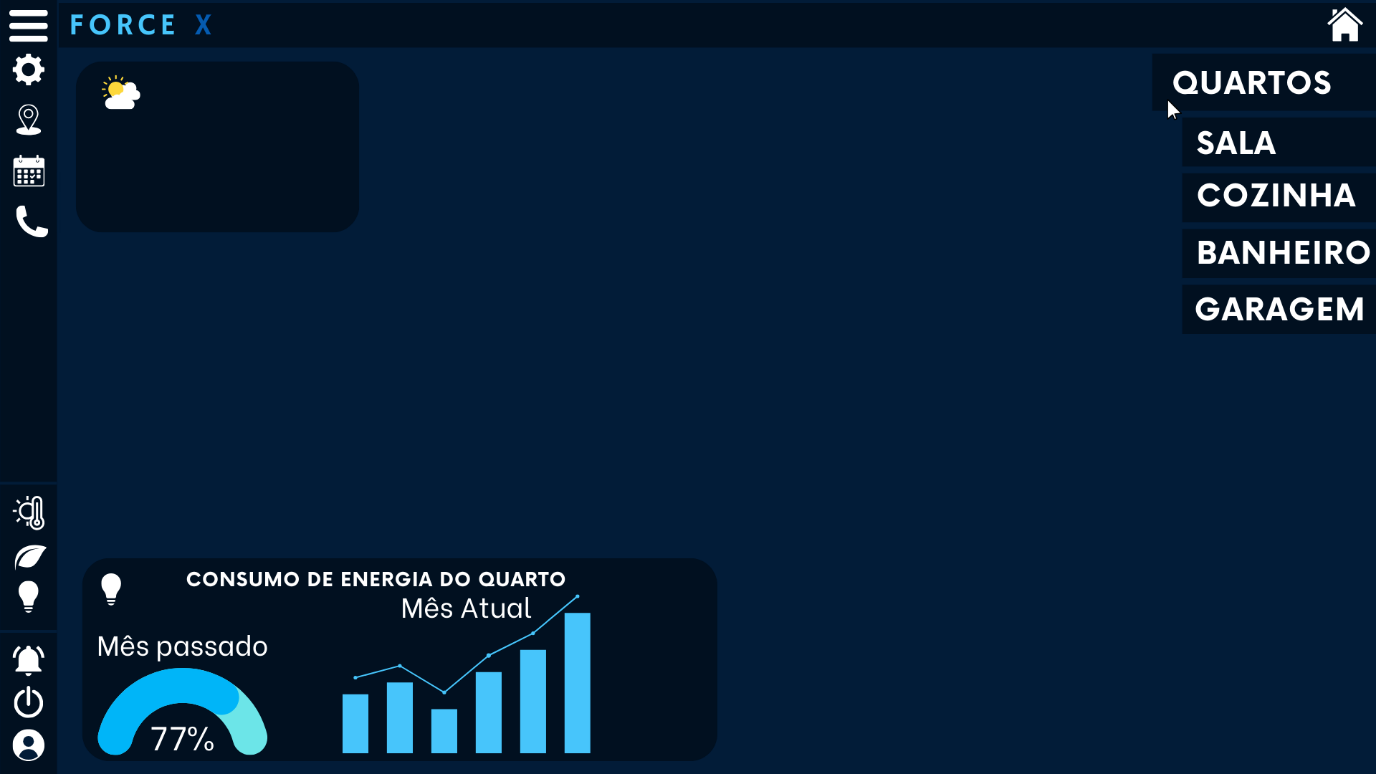 FORCE X
QUARTOS
SALA
COZINHA
BANHEIRO
GARAGEM
CONSUMO DE ENERGIA DO QUARTO
Mês Atual
Mês passado
77%